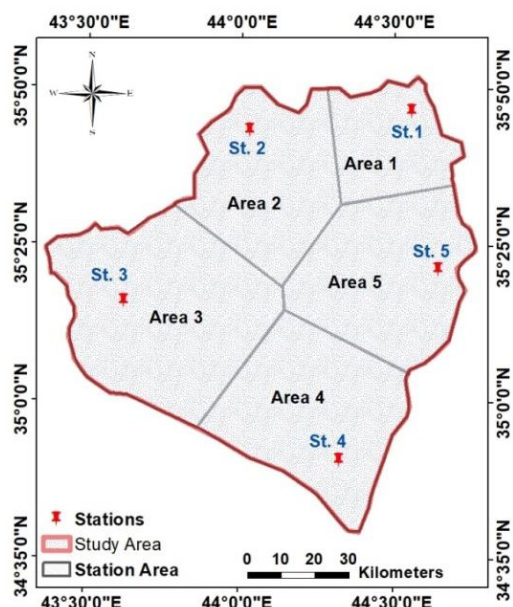 43°30'0"E 44°0'0"E 44°30'0"E
N
W E
S
35°50'0"N 35°50'0"N
St. 2 St.1
Area 1
Area 2
35°25'0"N 35°25'0"N
St. 3 St. 5
Area 3 Area 5
35°0'0"N 35°0'0"N
Area 4
St. 4
Stations
Study Area
Station Area
0 10 20 30
Kilometers
34°35'0"N 34°35'0"N
43°30'0"E 44°0'0"E 44°30'0"E